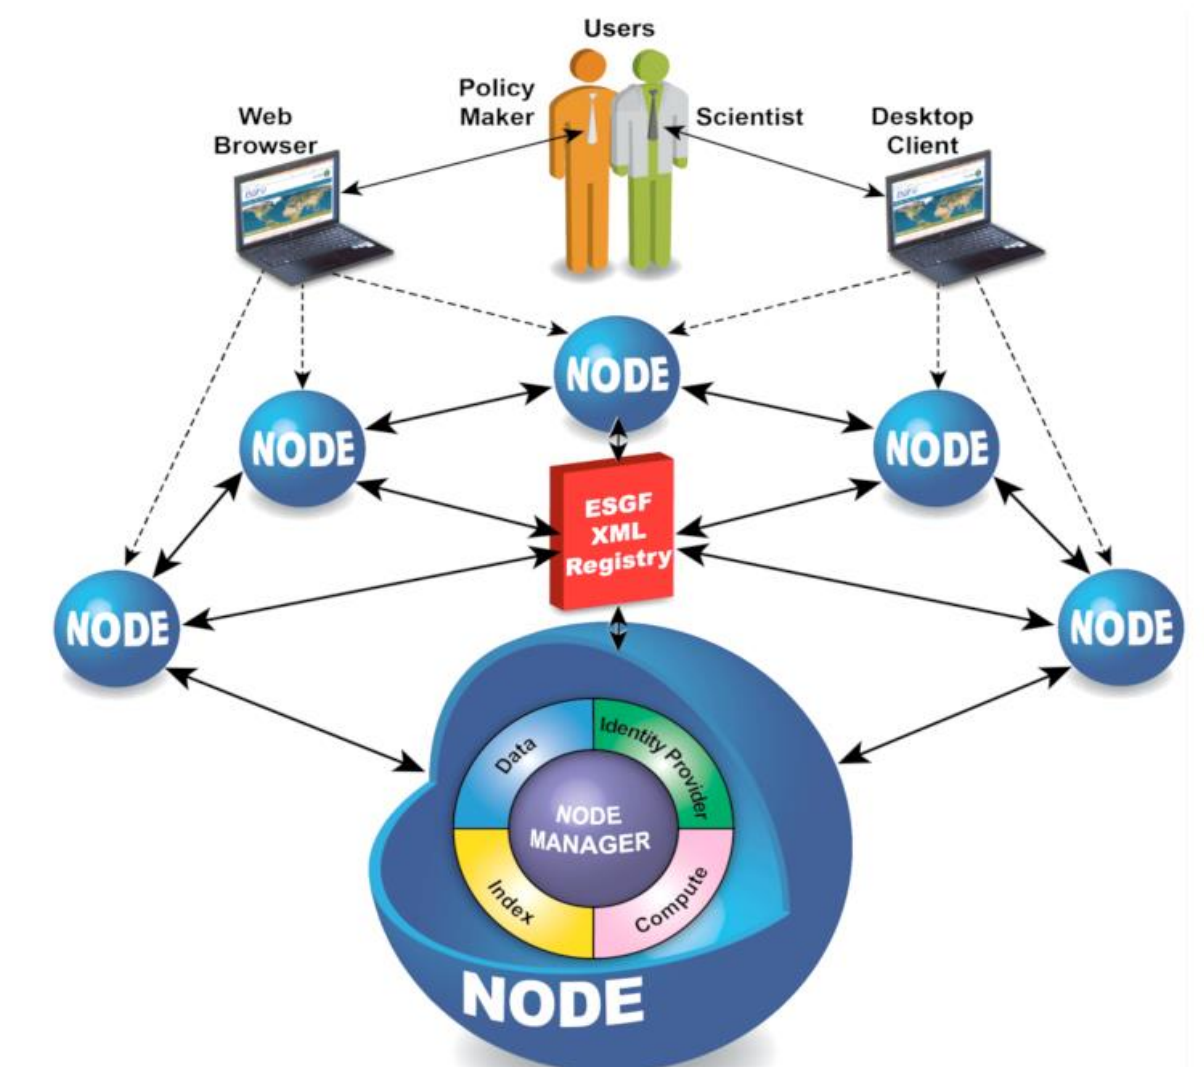 Users
Policy
Maker
Scientist
Web
Browser
Desktop
Client
NODE
NODE
NODE
ESGF
XML
Registry
NODE
NODE
Data
Identity Provider
NODE
MANAGER
Index
Compute
NODE